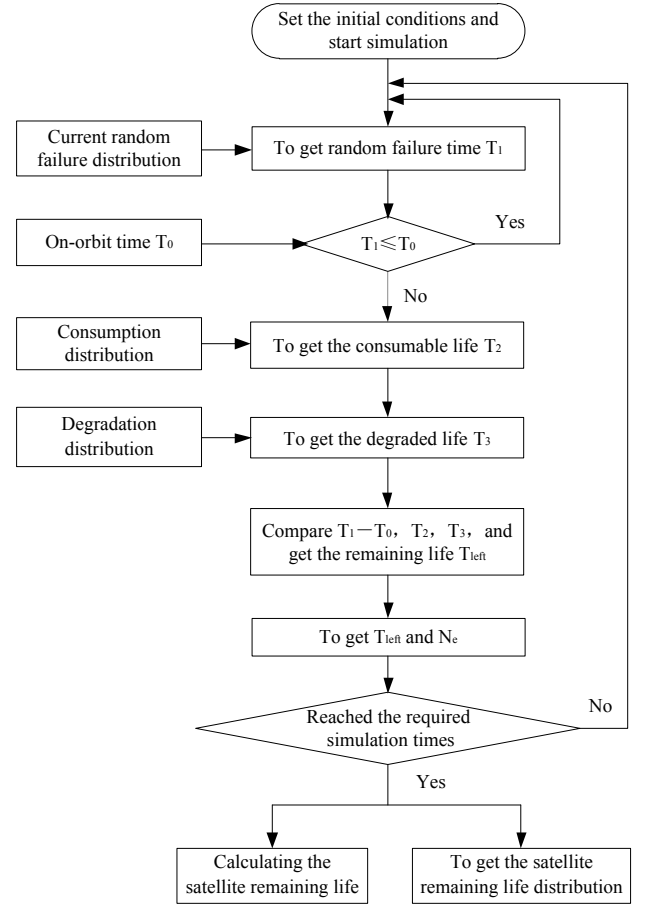 Set the initial conditions and
start simulation
Current random
failure distribution
To get random failure time T₁
On-orbit time T₀
T₁≤T₀
Yes
No
Consumption
distribution
To get the consumable life T₂
Degradation
distribution
To get the degraded life T₃
Compare T₁－T₀，T₂，T₃，and
get the remaining life Tleft
To get Tleft and Ne
Reached the required
simulation times
No
Yes
Calculating the
satellite remaining life
To get the satellite
remaining life distribution